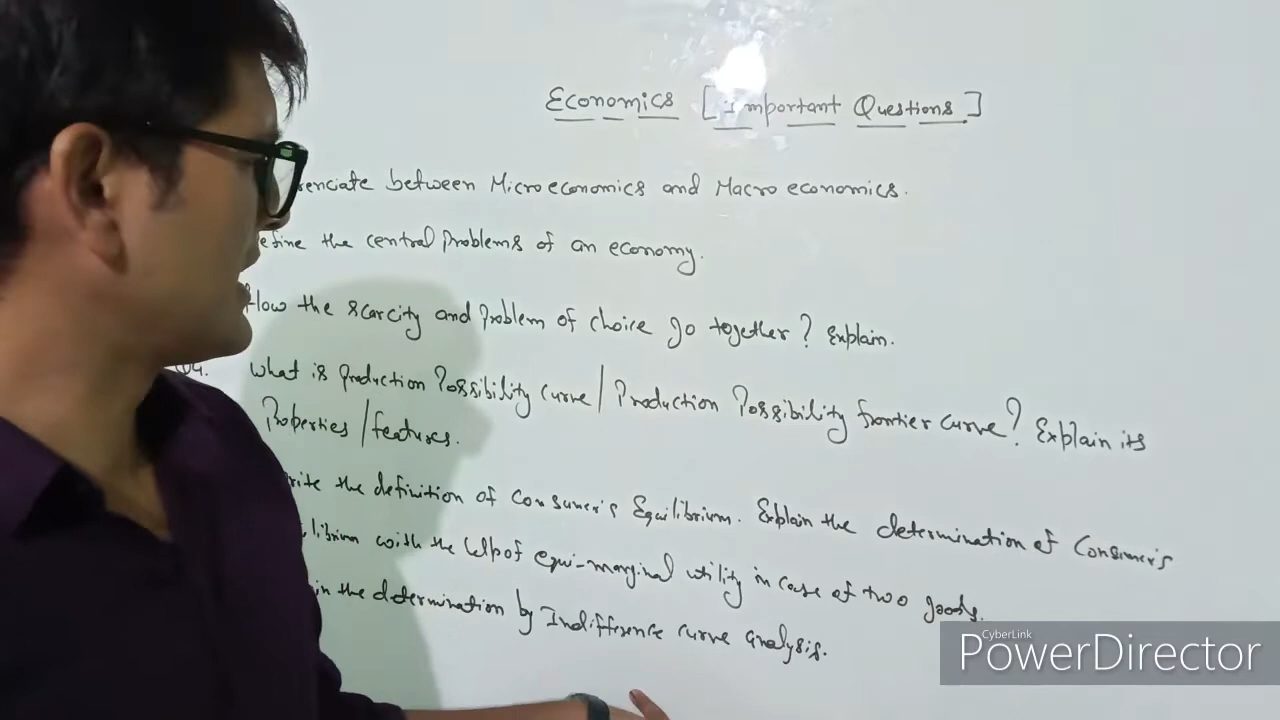 Economics [Important Questions]
renciate between Microeconomics and Macroeconomics.
efine the central problems of an economy.
How the scarcity and problem of choice go together? Explain.
Q4. What is production Possibility curve / Production Possibility frontier curve? Explain its
Properties / features.
rite the definition of Consumer's Equilibrium. Explain the determination of Consumer's
librium with the help of equi-marginal utility in case of two goods.
in the determination by Indifference curve analysis.
CyberLink
PowerDirector